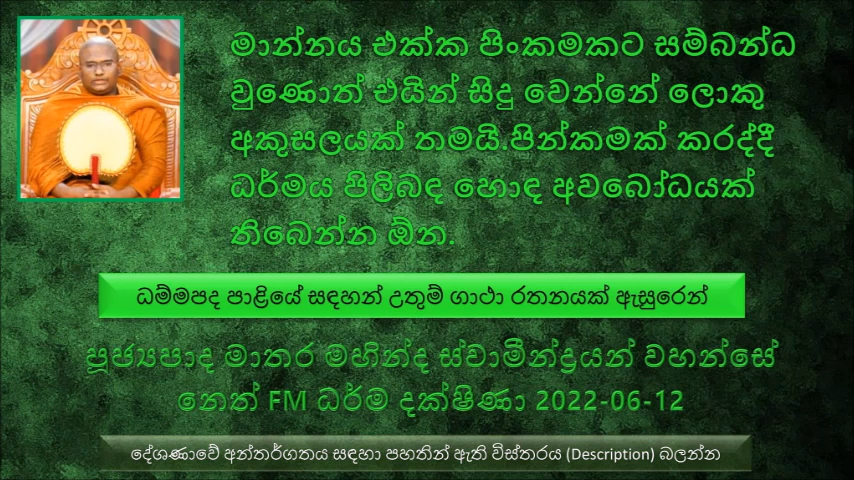 මාන්නය එක්ක පිංකමකට සම්බන්ධ
වුණොත් එයින් සිදු වෙන්නේ ලොකු
අකුසලයක් තමයි.පින්කමක් කරද්දී
ධර්මය පිලිබඳ හොඳ අවබෝධයක්
තිබෙන්න ඕන.
ධම්මපද පාළියේ සඳහන් උතුම් ගාථා රතනයක් ඇසුරෙන්
පූජ්‍යපාද මාතර මහින්ද ස්වාමීන්ද්‍රයන් වහන්සේ
නෙත් FM ධර්ම දක්ෂිණා 2022-06-12
දේශණාවේ අන්තර්ගතය සඳහා පහතින් ඇති විස්තරය (Description) බලන්න